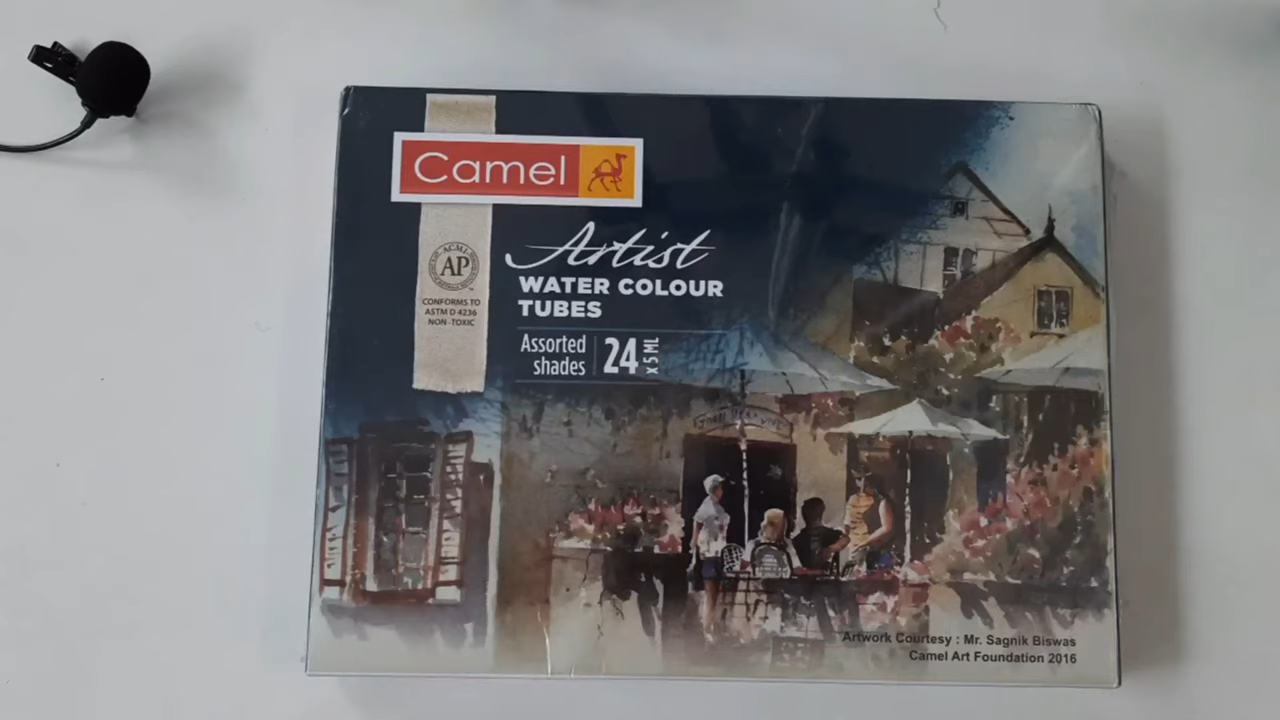 Camel
ACMI
AP
CONFORMS TO
ASTM D-4236
NON-TOXIC
Artist
WATER COLOUR
TUBES
Assorted
shades
24
x 5 ML
Artwork Courtesy : Mr. Sagnik Biswas
Camel Art Foundation 2016